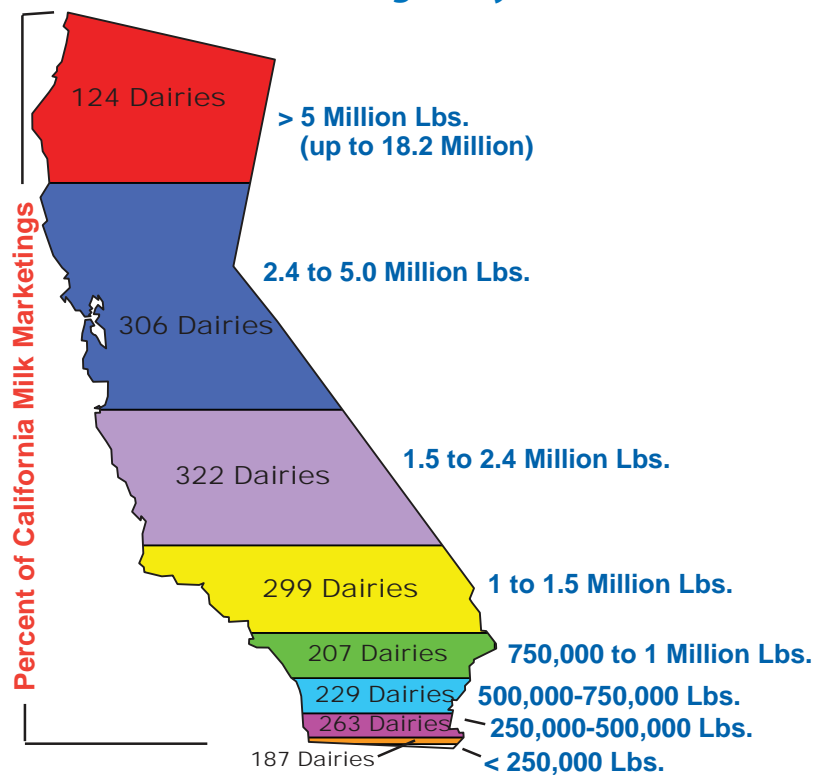 124 Dairies
> 5 Million Lbs.
(up to 18.2 Million)
2.4 to 5.0 Million Lbs.
306 Dairies
Percent of California Milk Marketings
1.5 to 2.4 Million Lbs.
322 Dairies
299 Dairies
1 to 1.5 Million Lbs.
207 Dairies
750,000 to 1 Million Lbs.
229 Dairies
500,000-750,000 Lbs.
263 Dairies
250,000-500,000 Lbs.
187 Dairies
< 250,000 Lbs.